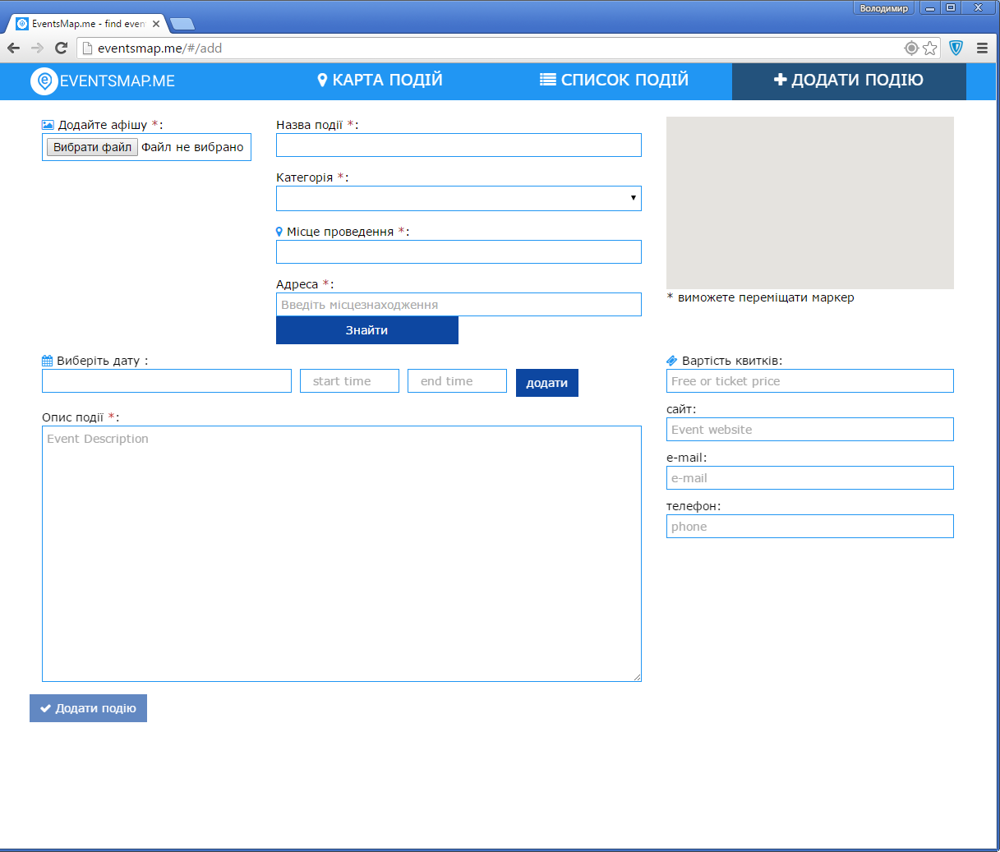 Володимир
EventsMap.me - find even
eventsmap.me/#/add
e EVENTSMAP.ME
КАРТА ПОДІЙ
СПИСОК ПОДІЙ
ДОДАТИ ПОДІЮ
Додайте афішу *:
Вибрати файл Файл не вибрано
Назва події *:
Категорія *:
Місце проведення *:
Адреса *:
Введіть місцезнаходження
Знайти
* виможете переміщати маркер
Виберіть дату :
start time
end time
додати
Опис події *:
Event Description
Вартість квитків:
Free or ticket price
сайт:
Event website
e-mail:
e-mail
телефон:
phone
Додати подію